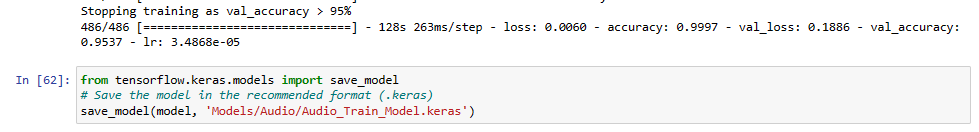 Stopping training as val_accuracy > 95%
486/486 [==============================] - 128s 263ms/step - loss: 0.0060 - accuracy: 0.9997 - val_loss: 0.1886 - val_accuracy:
0.9537 - lr: 3.4868e-05
In [62]: from tensorflow.keras.models import save_model
# Save the model in the recommended format (.keras)
save_model(model, 'Models/Audio/Audio_Train_Model.keras')